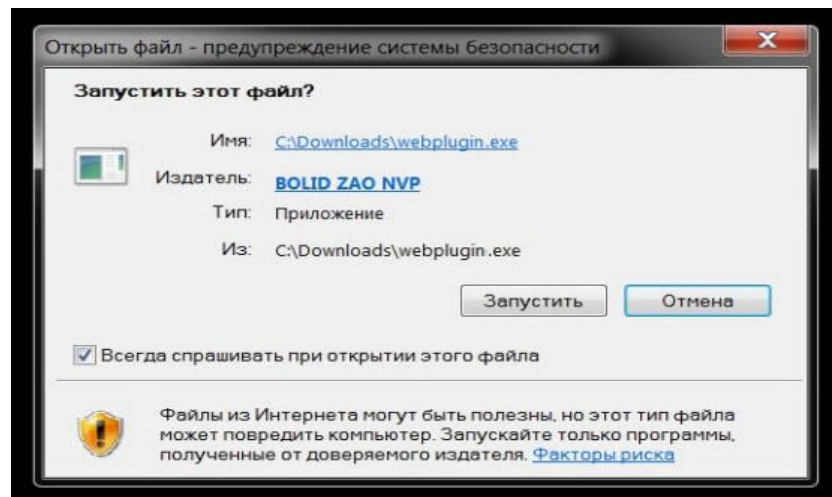 Открыть файл - предупреждение системы безопасности
Запустить этот файл?
Имя: C:\Downloads\webplugin.exe
Издатель: BOLID ZAO NVP
Тип: Приложение
Из: C:\Downloads\webplugin.exe
Запустить Отмена
Всегда спрашивать при открытии этого файла
Файлы из Интернета могут быть полезны, но этот тип файла
может повредить компьютер. Запускайте только программы,
полученные от доверяемого издателя. Факторы риска